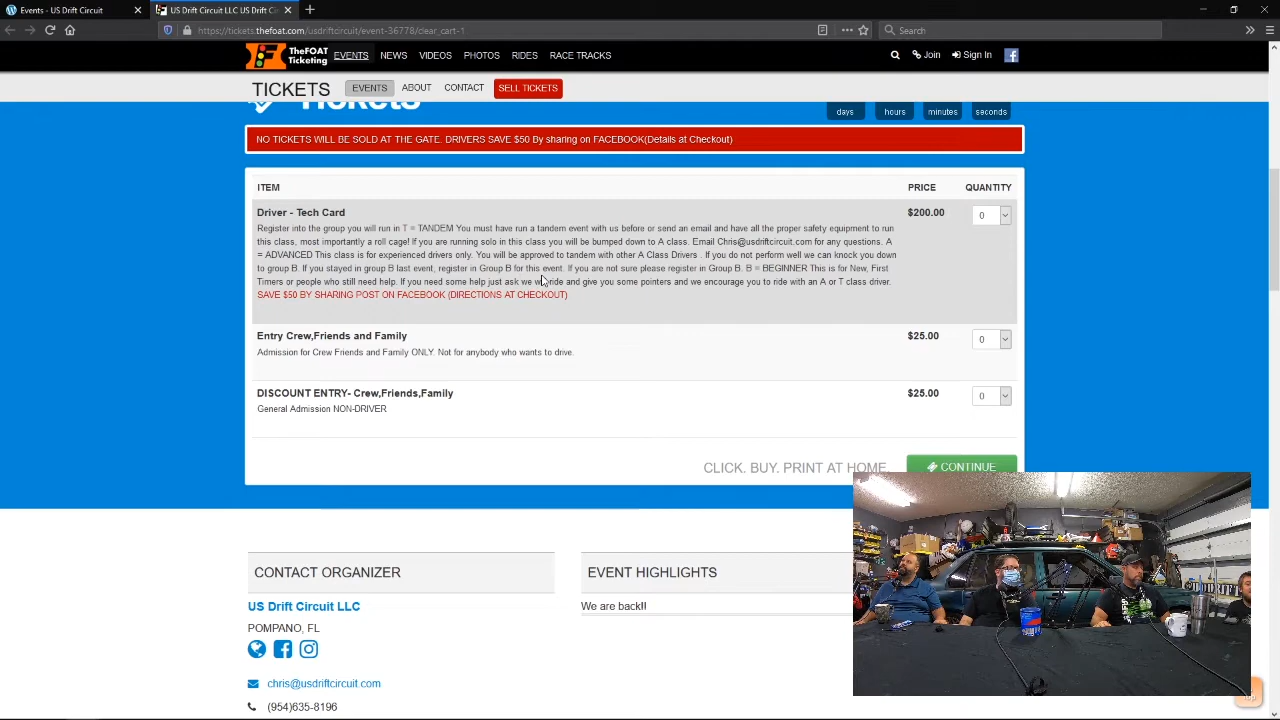 Events - US Drift Circuit
US Drift Circuit LLC US Drift Circ
https://tickets.thefoat.com/usdriftcircuit/event-36778/clear_cart-1
Search
TheFOAT
Ticketing
EVENTS
NEWS
VIDEOS
PHOTOS
RIDES
RACE TRACKS
Join
Sign In
TICKETS
EVENTS
ABOUT
CONTACT
SELL TICKETS
Tickets
days
hours
minutes
seconds
NO TICKETS WILL BE SOLD AT THE GATE. DRIVERS SAVE $50 By sharing on FACEBOOK(Details at Checkout)
ITEM
PRICE
QUANTITY
Driver - Tech Card
$200.00
0
Register into the group you will run in T = TANDEM You must have run a tandem event with us before or send an email and have all the proper safety equipment to run
this class, most importantly a roll cage! If you are running solo in this class you will be bumped down to A class. Email Chris@usdriftcircuit.com for any questions. A
= ADVANCED This class is for experienced drivers only. You will be approved to tandem with other A Class Drivers . If you do not perform well we can knock you down
to group B. If you stayed in group B last event, register in Group B for this event. If you are not sure please register in Group B. B = BEGINNER This is for New, First
Timers or people who still need help. If you need some help just ask we will ride and give you some pointers and we encourage you to ride with an A or T class driver.
SAVE $50 BY SHARING POST ON FACEBOOK (DIRECTIONS AT CHECKOUT)
Entry Crew,Friends and Family
$25.00
0
Admission for Crew Friends and Family ONLY. Not for anybody who wants to drive.
DISCOUNT ENTRY- Crew,Friends,Family
$25.00
0
General Admission NON-DRIVER
CLICK. BUY. PRINT AT HOME.
CONTINUE
CONTACT ORGANIZER
EVENT HIGHLIGHTS
US Drift Circuit LLC
We are back!!
POMPANO, FL
chris@usdriftcircuit.com
(954)635-8196